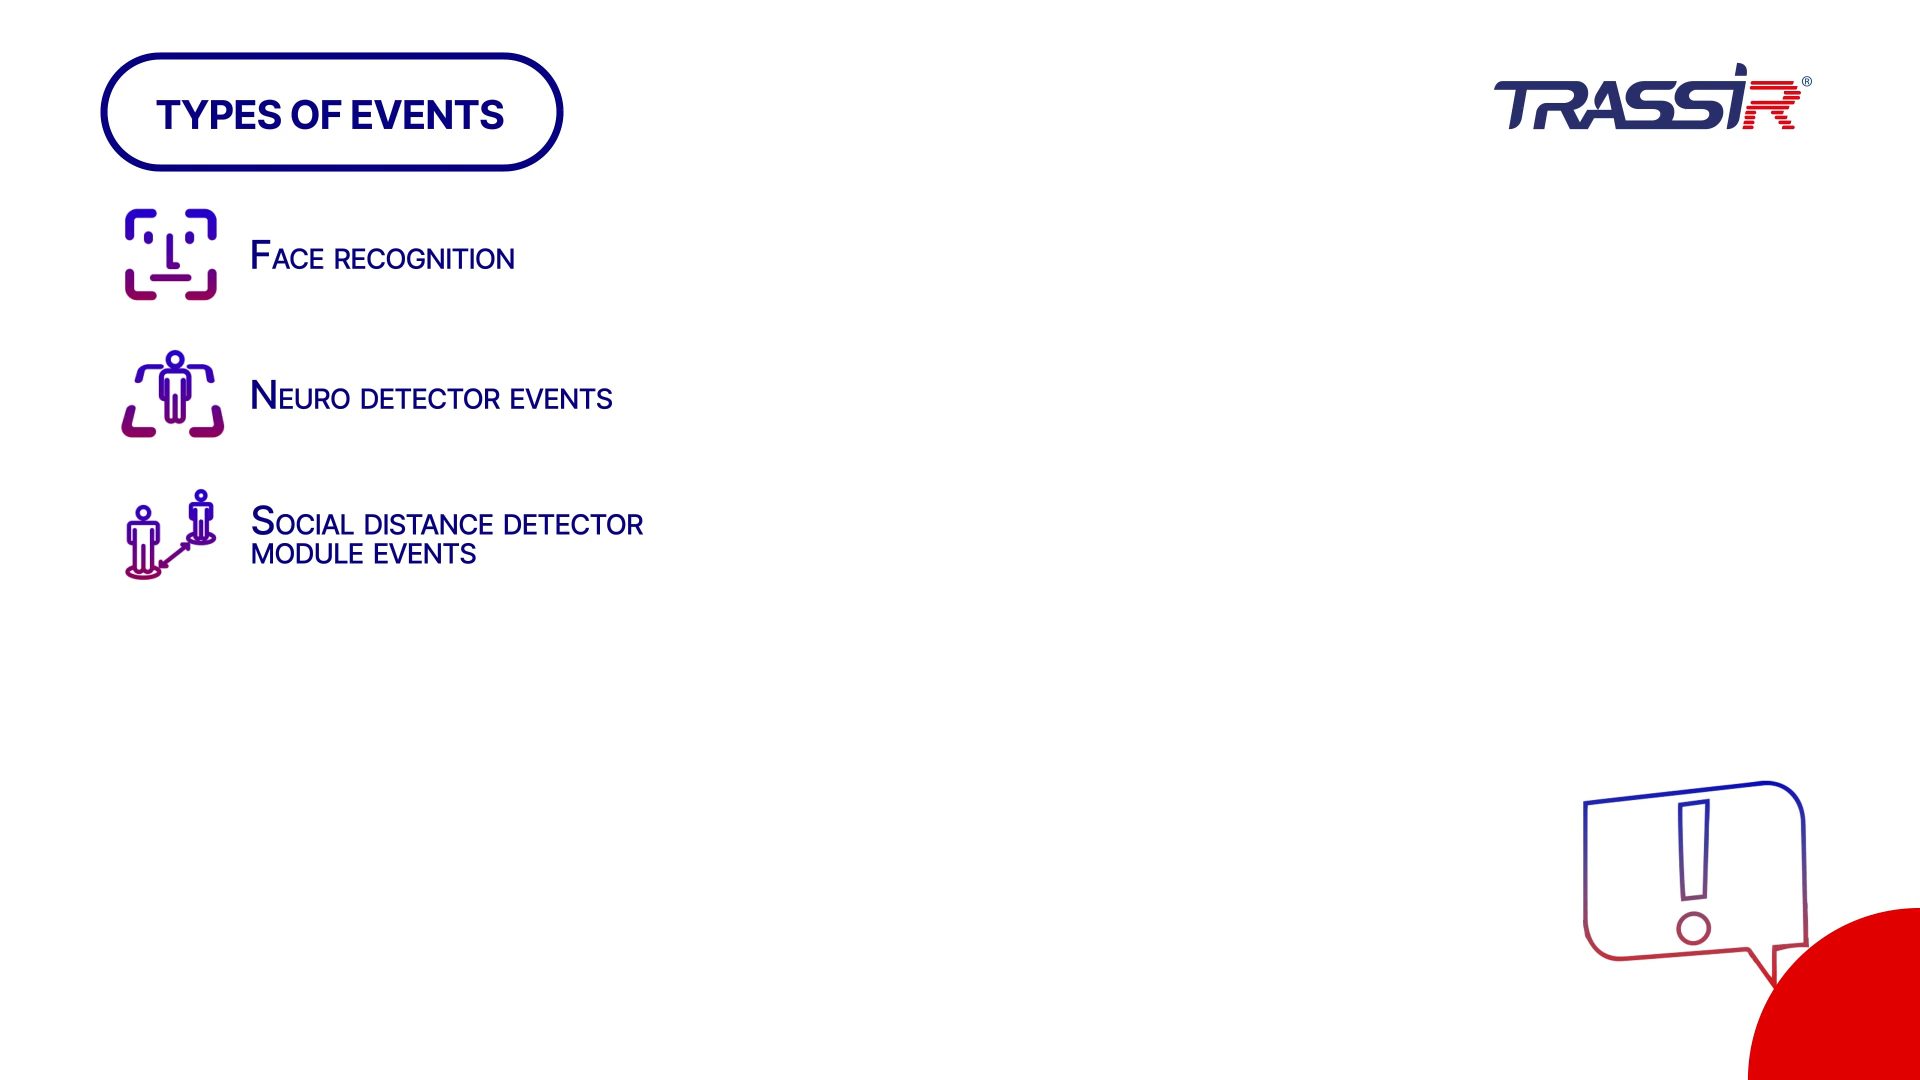 TYPES OF EVENTS
TRASSIR®
Face recognition
Neuro detector events
Social distance detector
module events